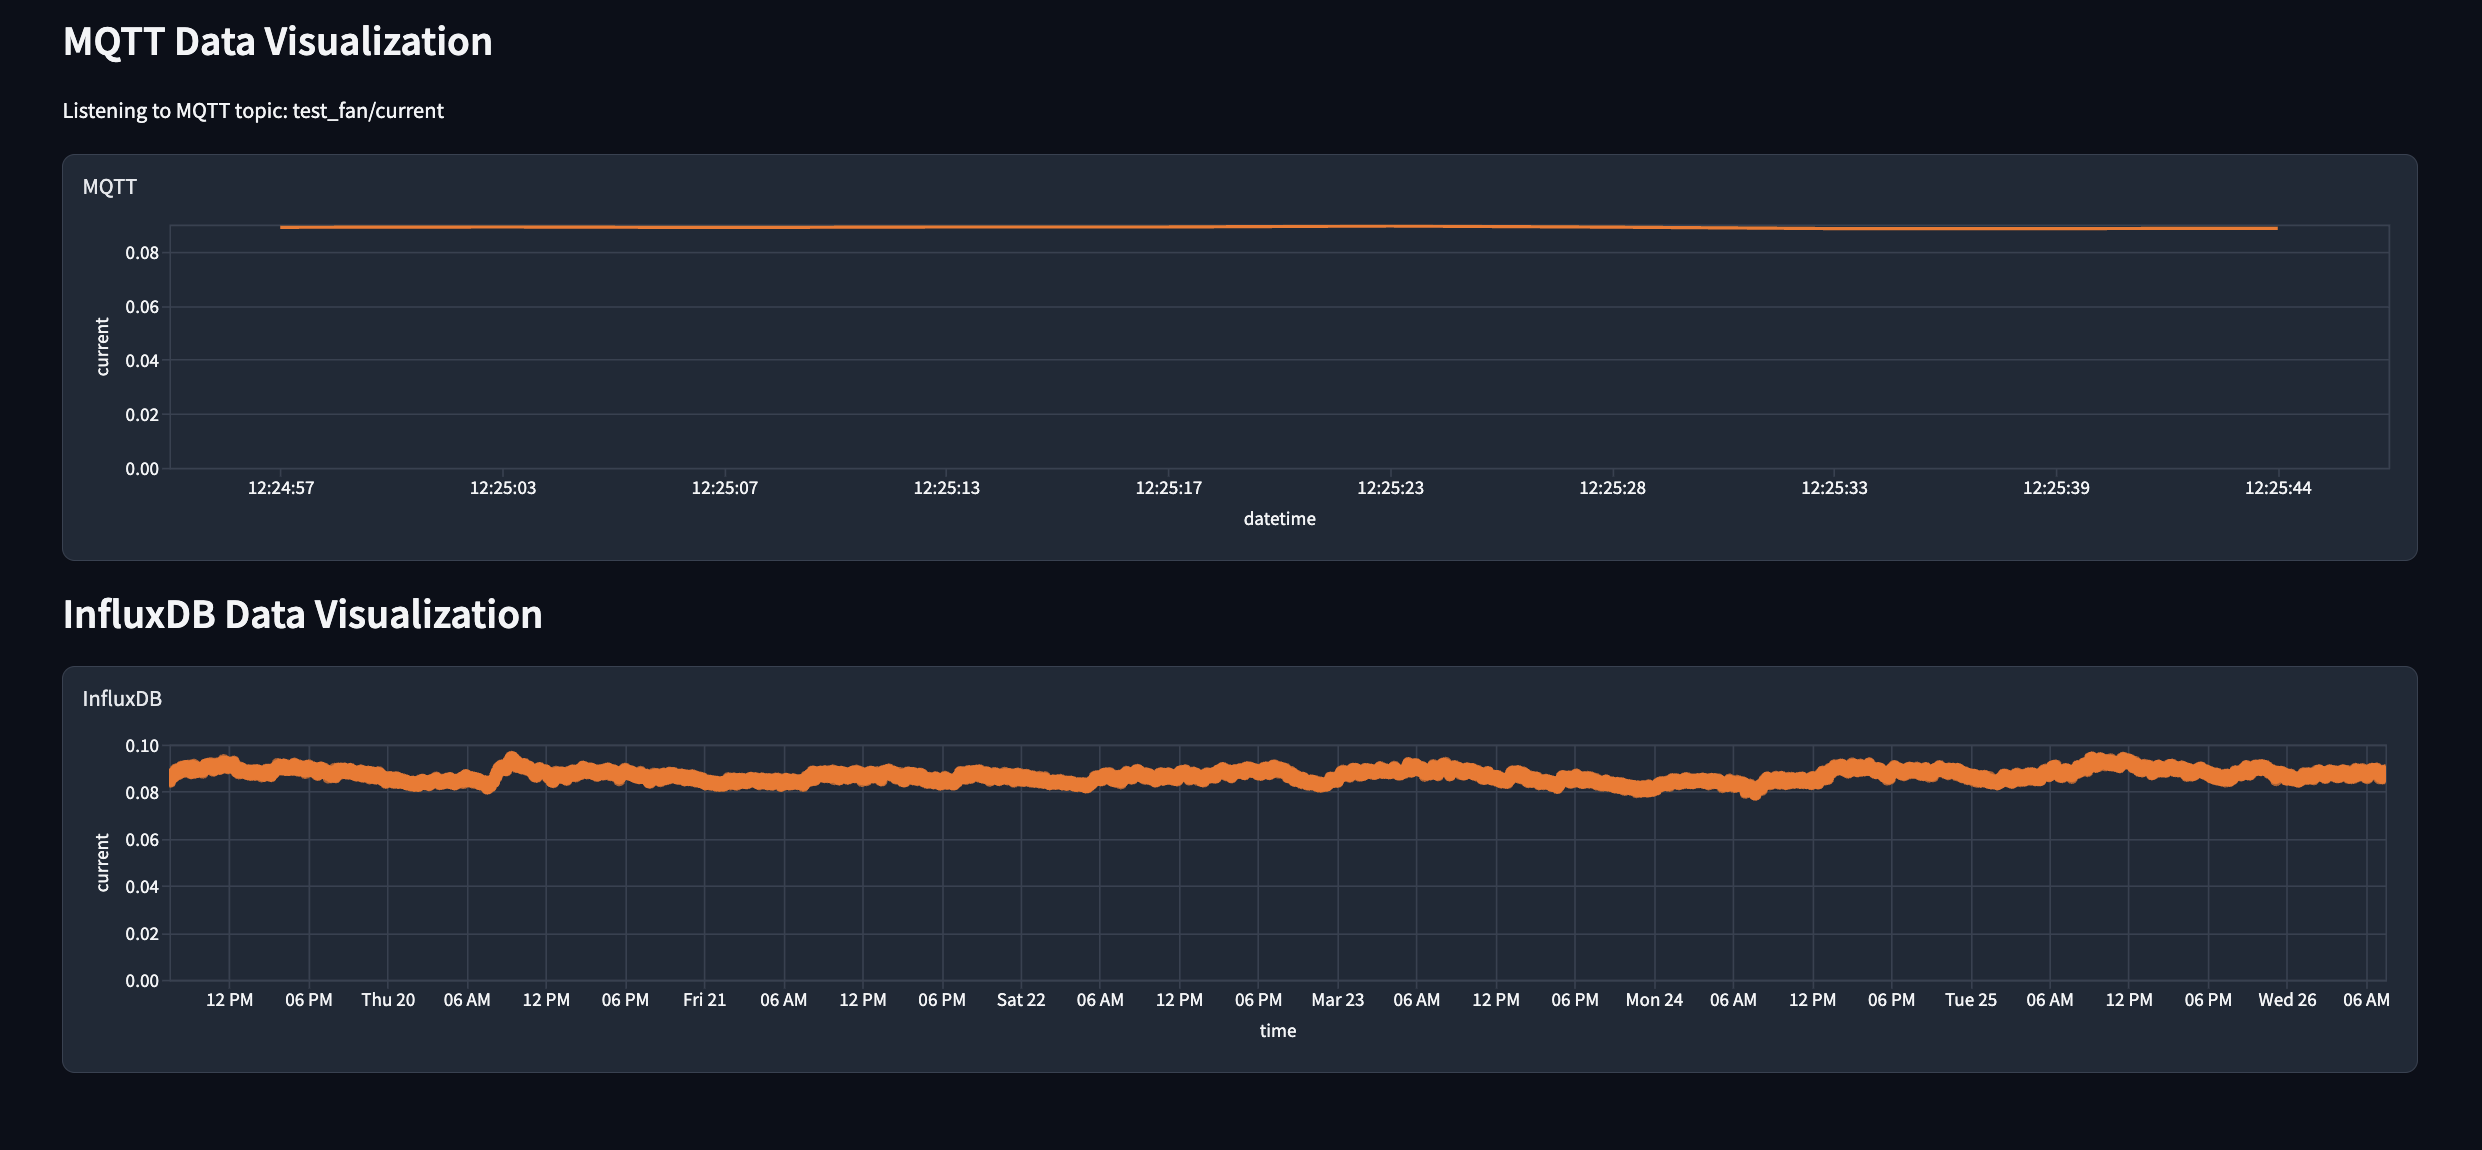 MQTT Data Visualization
Listening to MQTT topic: test_fan/current
MQTT
current
0.08
0.06
0.04
0.02
0.00
12:24:57 12:25:03 12:25:07 12:25:13 12:25:17 12:25:23 12:25:28 12:25:33 12:25:39 12:25:44
datetime
InfluxDB Data Visualization
InfluxDB
current
0.10
0.08
0.06
0.04
0.02
0.00
12 PM 06 PM Thu 20 06 AM 12 PM 06 PM Fri 21 06 AM 12 PM 06 PM Sat 22 06 AM 12 PM 06 PM Mar 23 06 AM 12 PM 06 PM Mon 24 06 AM 12 PM 06 PM Tue 25 06 AM 12 PM 06 PM Wed 26 06 AM
time